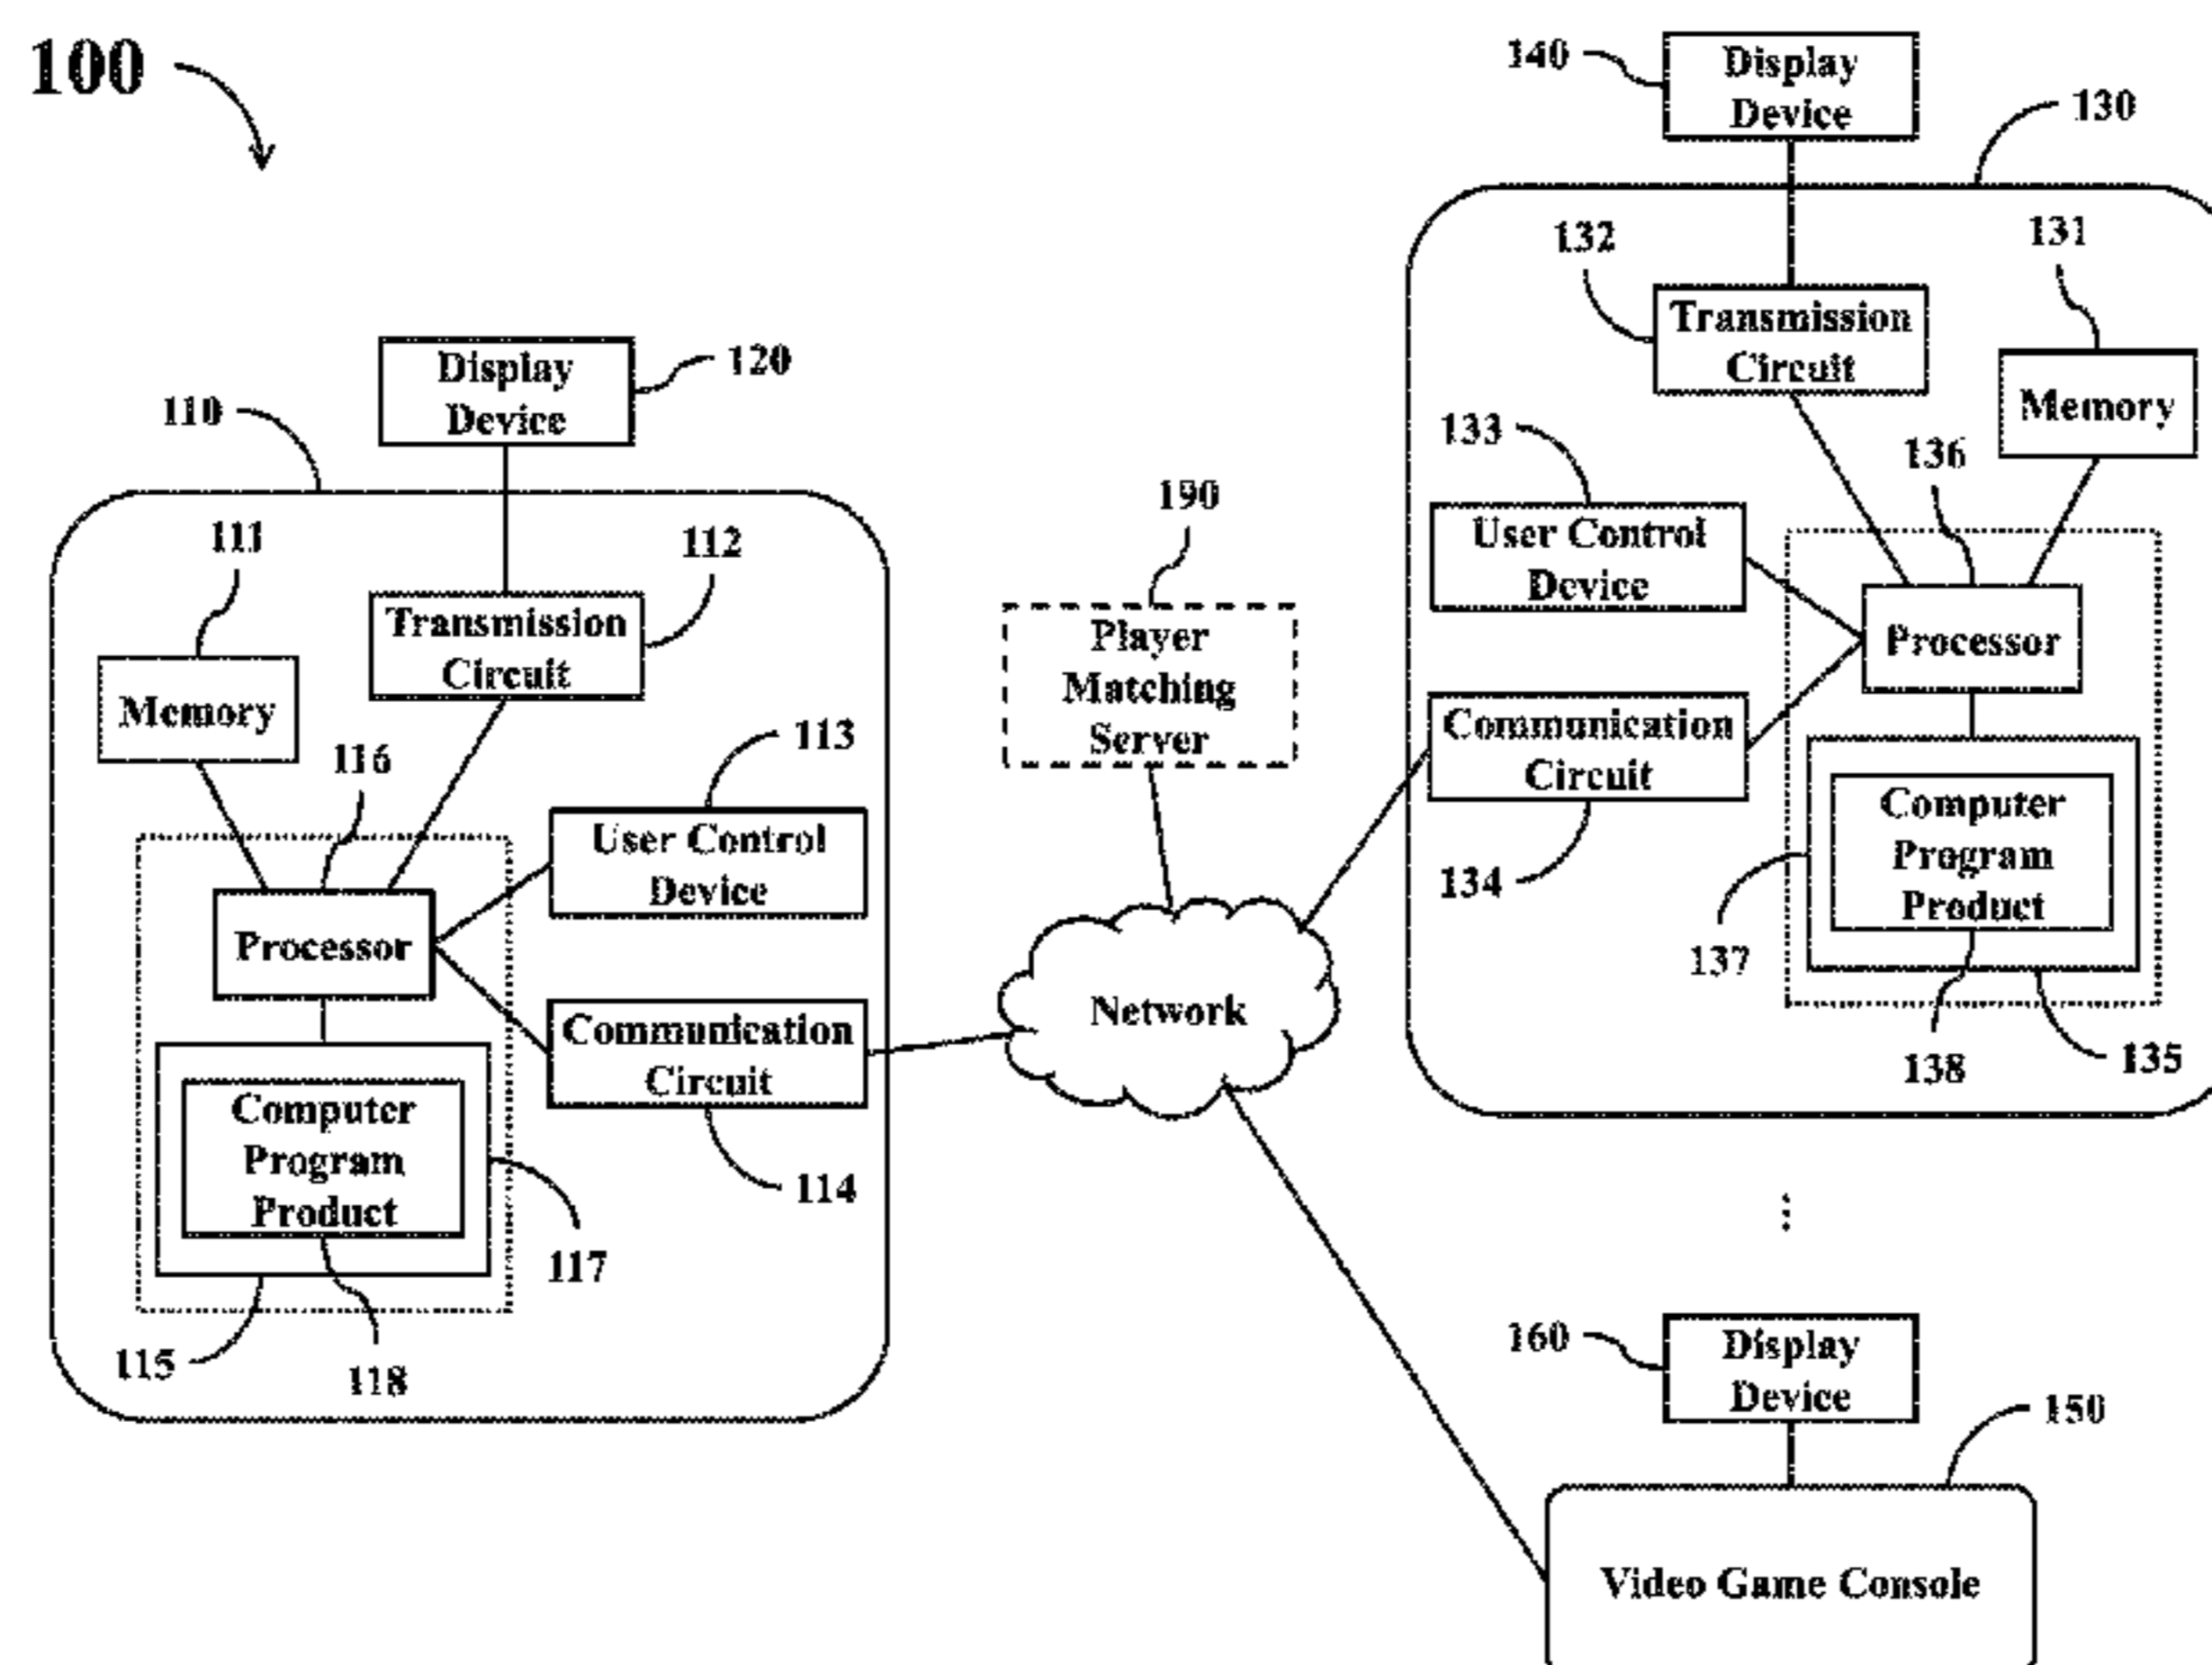 100
140
Display
Device
130
132
131
Transmission
Circuit
Memory
133
136
User Control
Device
Processor
Communication
Circuit
134
Computer
Program
Product
137
138
135
120
Display
Device
110
111
112
Transmission
Circuit
Memory
116
113
User Control
Device
Processor
Communication
Circuit
114
Computer
Program
Product
117
115
118
190
Player
Matching
Server
Network
160
Display
Device
150
Video Game Console